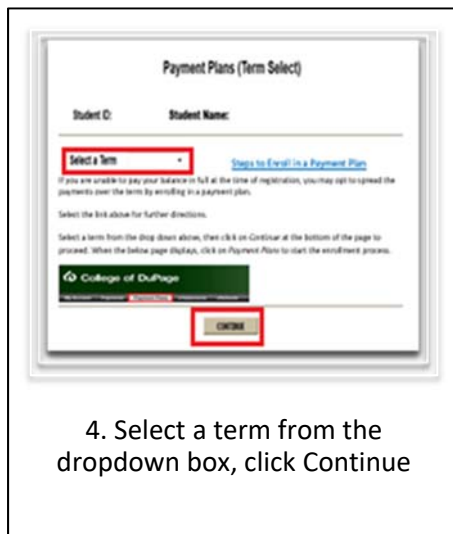 Payment Plans (Term Select)
Student ID: Student Name:
Select a Term Steps to Enroll in a Payment Plan
If you are unable to pay your balance in full at the time of registration, you may opt to spread the
payments over the term by enrolling in a payment plan.
Select the link above for further directions.
Select a term from the drop down above, then click on Continue at the bottom of the page to
proceed. When the below page displays, click on Payment Plans to start the enrollment process.
College of DuPage
Payment Plans
CONTINUE
4. Select a term from the
dropdown box, click Continue